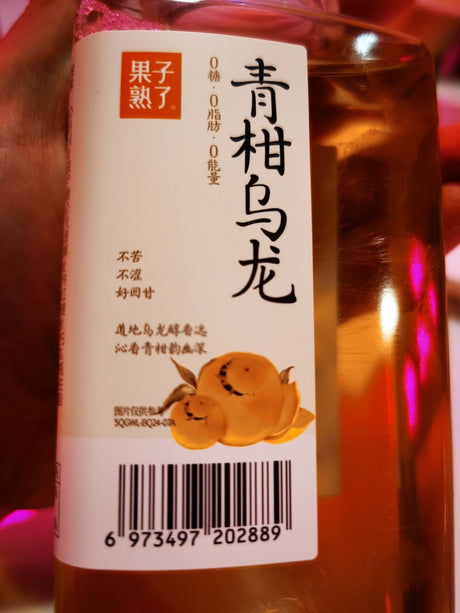 果子
熟了。
0糖·0脂肪·0能量
青柑乌龙
不苦
不涩
好回甘
道地乌龙醇香选
沁香青柑韵幽深
图片仅供参考
SQGWL-BQ24-07A
6 973497 202889